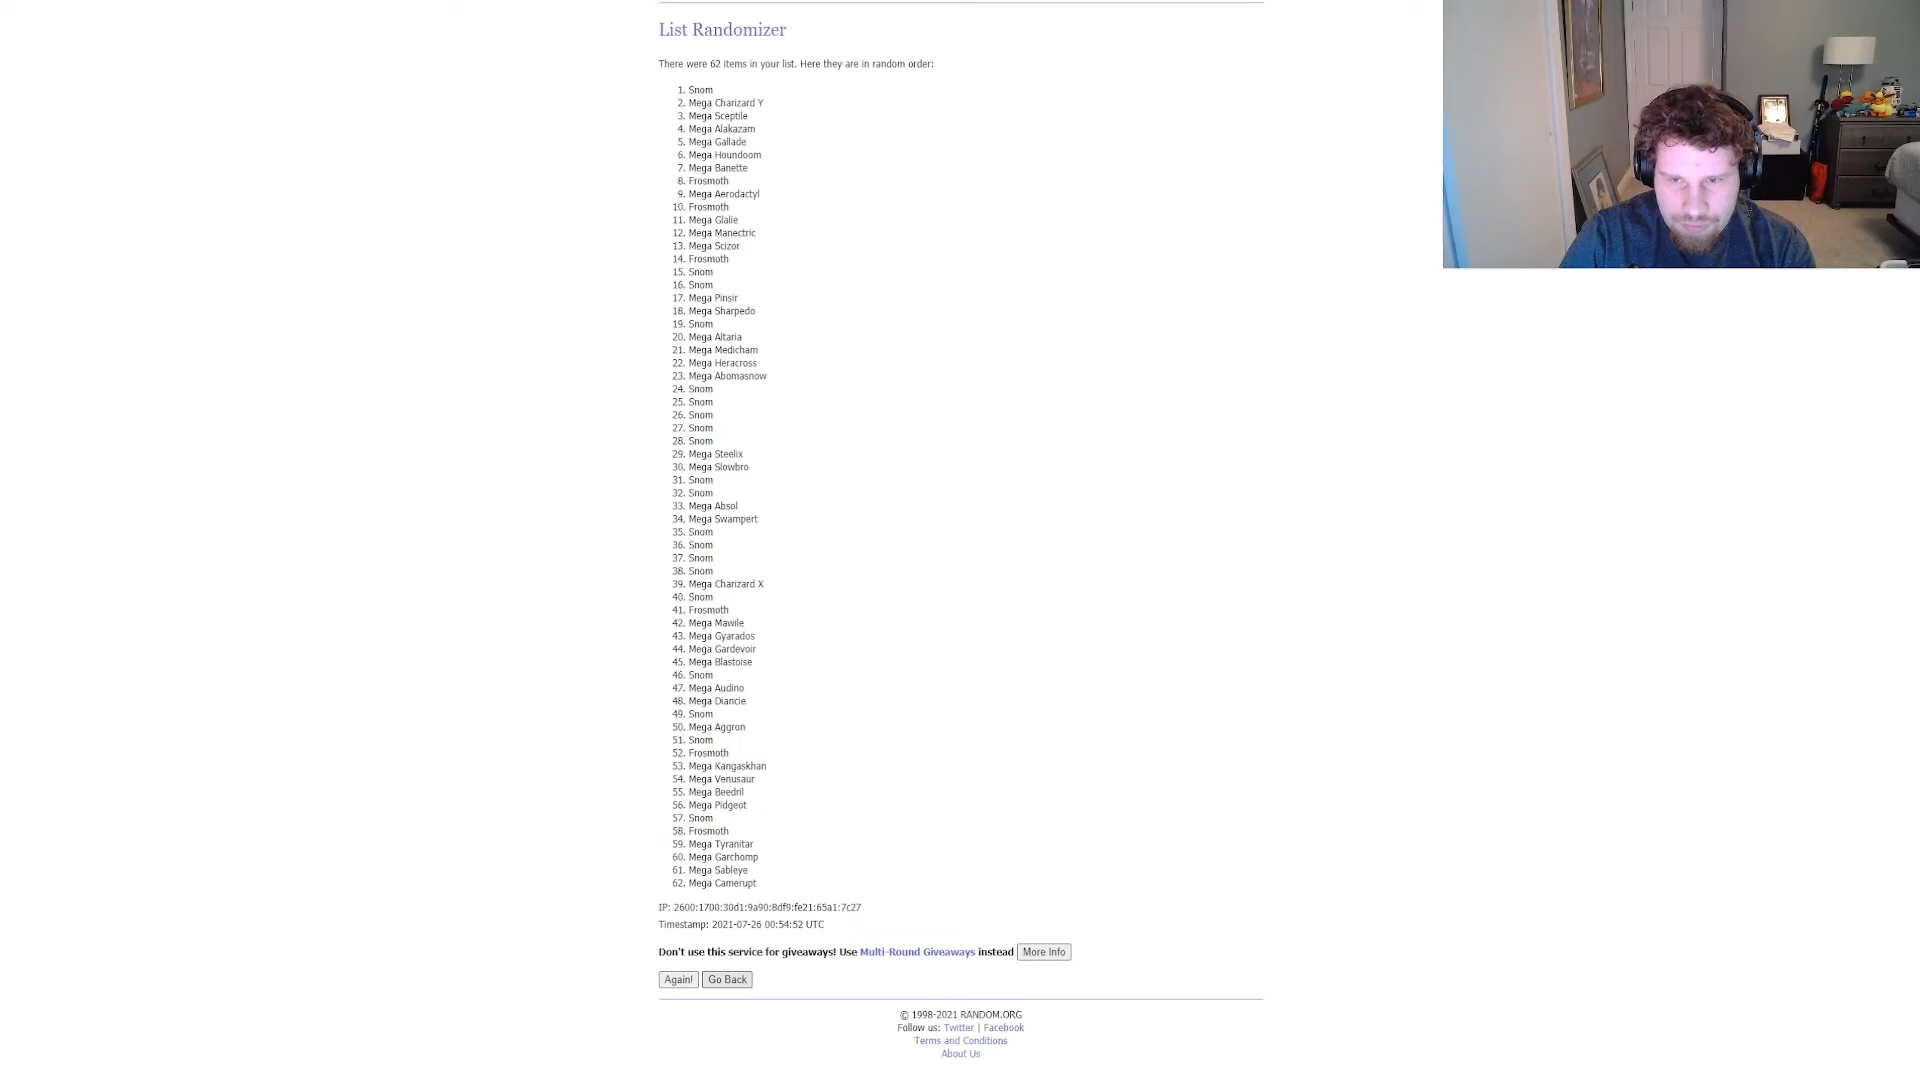 List Randomizer
There were 62 items in your list. Here they are in random order:
1. Snom
2. Mega Charizard Y
3. Mega Sceptile
4. Mega Alakazam
5. Mega Gallade
6. Mega Houndoom
7. Mega Banette
8. Frosmoth
9. Mega Aerodactyl
10. Frosmoth
11. Mega Glalie
12. Mega Manectric
13. Mega Scizor
14. Frosmoth
15. Snom
16. Snom
17. Mega Pinsir
18. Mega Sharpedo
19. Snom
20. Mega Altaria
21. Mega Medicham
22. Mega Heracross
23. Mega Abomasnow
24. Snom
25. Snom
26. Snom
27. Snom
28. Snom
29. Mega Steelix
30. Mega Slowbro
31. Snom
32. Snom
33. Mega Absol
34. Mega Swampert
35. Snom
36. Snom
37. Snom
38. Snom
39. Mega Charizard X
40. Snom
41. Frosmoth
42. Mega Mawile
43. Mega Gyarados
44. Mega Gardevoir
45. Mega Blastoise
46. Snom
47. Mega Audino
48. Mega Diancie
49. Snom
50. Mega Aggron
51. Snom
52. Frosmoth
53. Mega Kangaskhan
54. Mega Venusaur
55. Mega Beedril
56. Mega Pidgeot
57. Snom
58. Frosmoth
59. Mega Tyranitar
60. Mega Garchomp
61. Mega Sableye
62. Mega Camerupt
IP: 2600:1700:30d1:9a90:8df9:fe21:65a1:7c27
Timestamp: 2021-07-26 00:54:52 UTC
Don't use this service for giveaways! Use Multi-Round Giveaways instead More Info
Again! Go Back
© 1998-2021 RANDOM.ORG
Follow us: Twitter | Facebook
Terms and Conditions
About Us